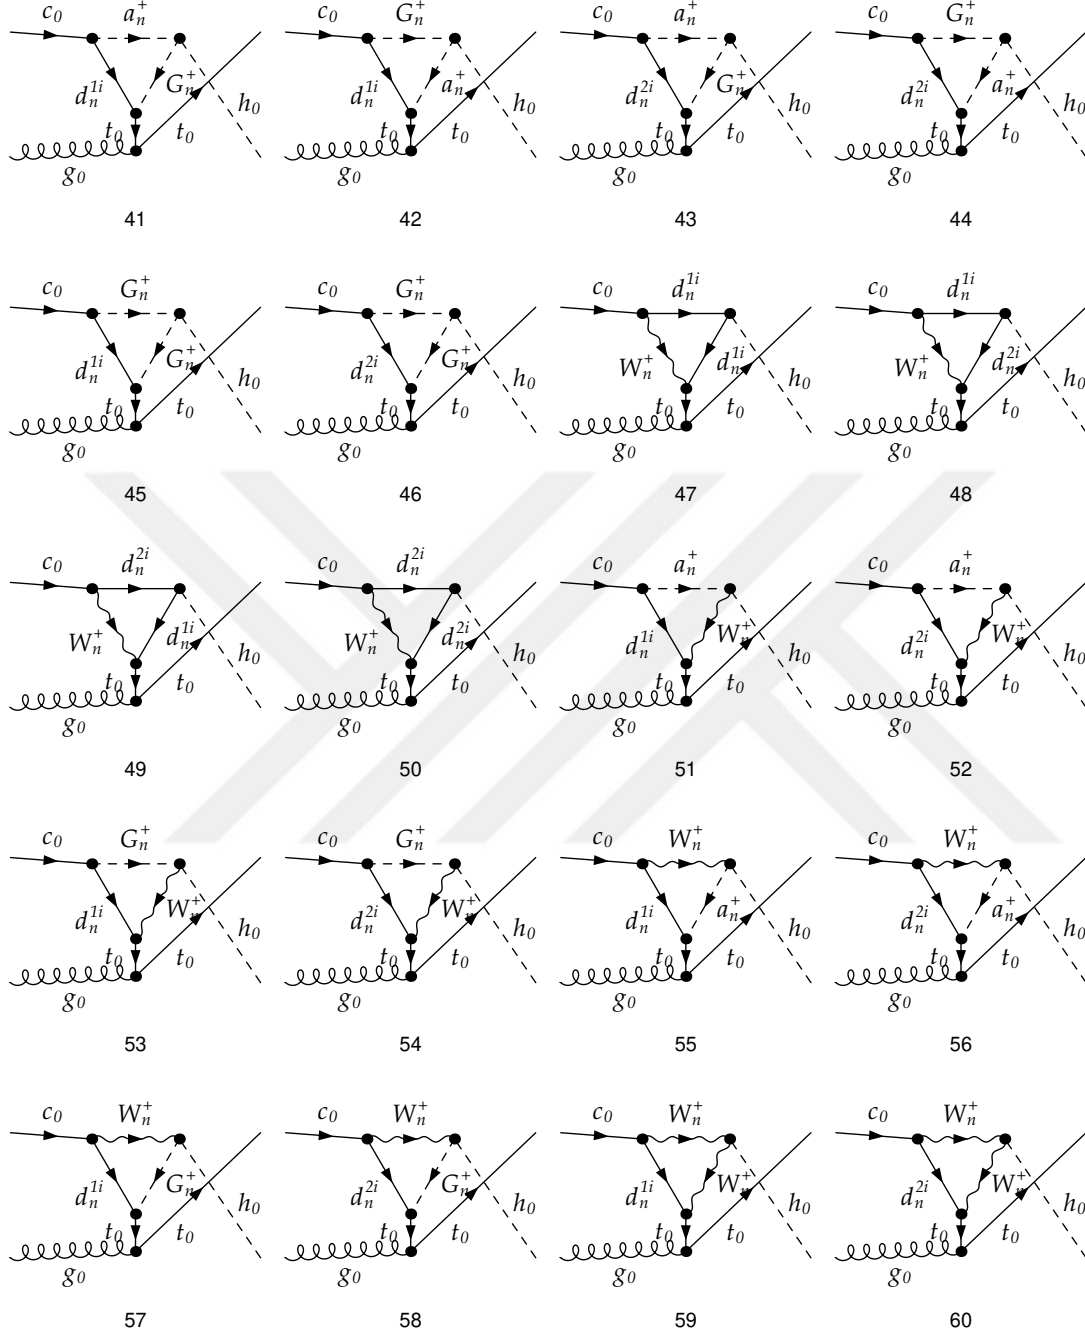 c₀ a⁺ₙ c₀ G⁺ₙ c₀ a⁺ₙ c₀ G⁺ₙ
d¹ⁱₙ G⁺ₙ h₀ d¹ⁱₙ a⁺ₙ h₀ d²ⁱₙ G⁺ₙ h₀ d²ⁱₙ a⁺ₙ h₀
t₀ t₀ t₀ t₀ t₀ t₀ t₀ t₀
g₀ g₀ g₀ g₀
41 42 43 44
c₀ G⁺ₙ c₀ G⁺ₙ c₀ d¹ⁱₙ c₀ d¹ⁱₙ
d¹ⁱₙ G⁺ₙ h₀ d²ⁱₙ G⁺ₙ h₀ W⁺ₙ d¹ⁱₙ h₀ W⁺ₙ d²ⁱₙ h₀
t₀ t₀ t₀ t₀ t₀ t₀ t₀ t₀
g₀ g₀ g₀ g₀
45 46 47 48
c₀ d²ⁱₙ c₀ d²ⁱₙ c₀ a⁺ₙ c₀ a⁺ₙ
W⁺ₙ d¹ⁱₙ h₀ W⁺ₙ d²ⁱₙ h₀ d¹ⁱₙ W⁺ₙ h₀ d²ⁱₙ W⁺ₙ h₀
t₀ t₀ t₀ t₀ t₀ t₀ t₀ t₀
g₀ g₀ g₀ g₀
49 50 51 52
c₀ G⁺ₙ c₀ G⁺ₙ c₀ W⁺ₙ c₀ W⁺ₙ
d¹ⁱₙ W⁺ₙ h₀ d²ⁱₙ W⁺ₙ h₀ d¹ⁱₙ a⁺ₙ h₀ d²ⁱₙ a⁺ₙ h₀
t₀ t₀ t₀ t₀ t₀ t₀ t₀ t₀
g₀ g₀ g₀ g₀
53 54 55 56
c₀ W⁺ₙ c₀ W⁺ₙ c₀ W⁺ₙ c₀ W⁺ₙ
d¹ⁱₙ G⁺ₙ h₀ d²ⁱₙ G⁺ₙ h₀ d¹ⁱₙ W⁺ₙ h₀ d²ⁱₙ W⁺ₙ h₀
t₀ t₀ t₀ t₀ t₀ t₀ t₀ t₀
g₀ g₀ g₀ g₀
57 58 59 60